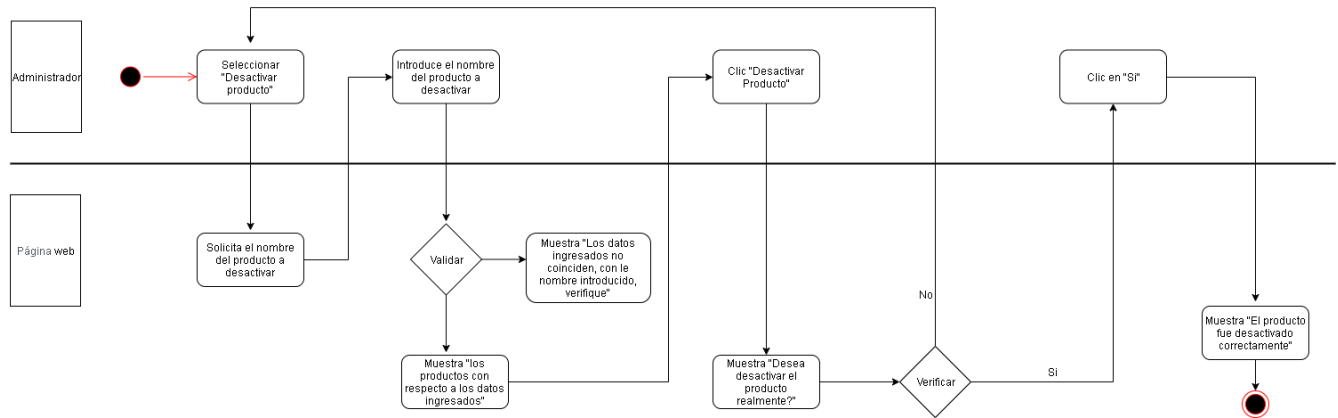 Administrador
Seleccionar
"Desactivar
producto"
Introduce el nombre
del producto a
desactivar
Clic "Desactivar
Producto"
Clic en "Si"
Página web
Solicita el nombre
del producto a
desactivar
Validar
Muestra "Los datos
ingresados no
coinciden, con le
nombre introducido,
verifique"
Muestra "los
productos con
respecto a los datos
ingresados"
Muestra "Desea
desactivar el
producto
realmente?"
Verificar
No
Si
Muestra "El producto
fue desactivado
correctamente"